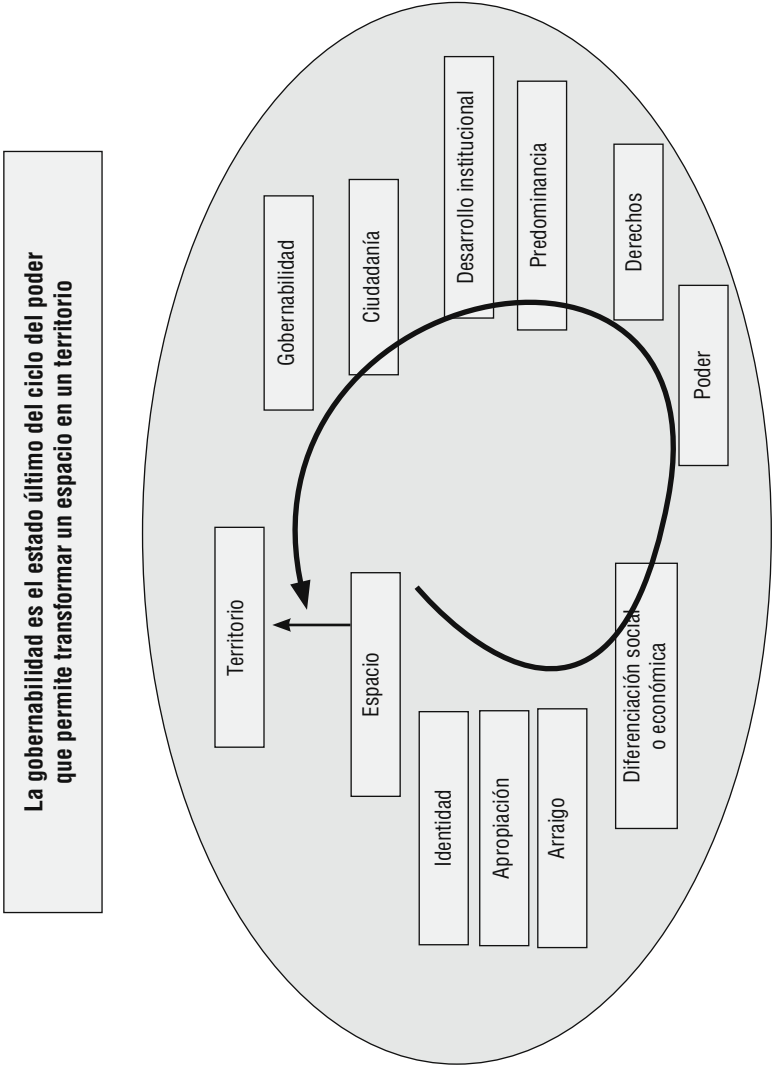 La gobernabilidad es el estado último del ciclo del poder
que permite transformar un espacio en un territorio
Territorio
Gobernabilidad
Espacio
Ciudadanía
Identidad
Desarrollo institucional
Apropiación
Predominancia
Arraigo
Diferenciación social
o económica
Derechos
Poder